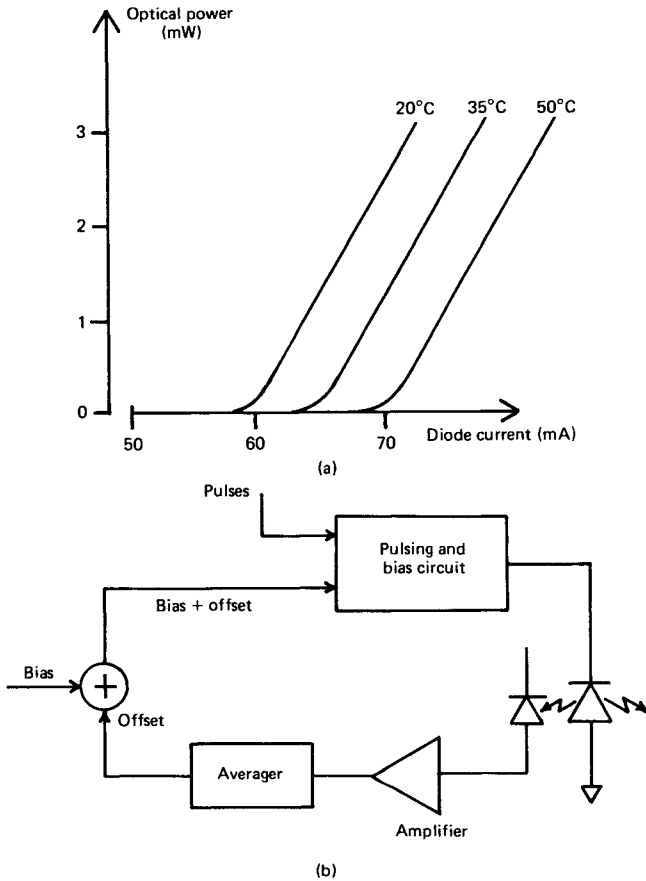 Optical power
(mW)
20°C
35°C
50°C
3
2
1
0
50
60
70
Diode current (mA)
(a)
Pulses
Pulsing and
bias circuit
Bias + offset
Bias
+
Offset
Averager
Amplifier
(b)